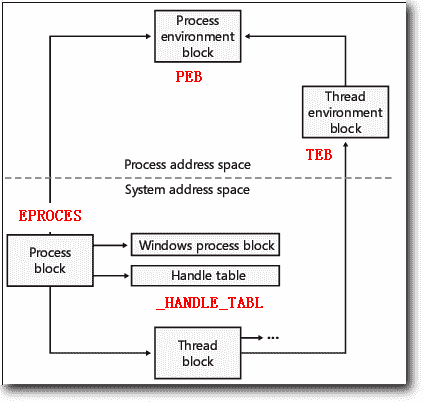 Process
environment
block
PEB
Thread
environment
block
TEB
Process address space
System address space
EPROCES
Process
block
Windows process block
Handle table
_HANDLE_TABL
Thread
block
...